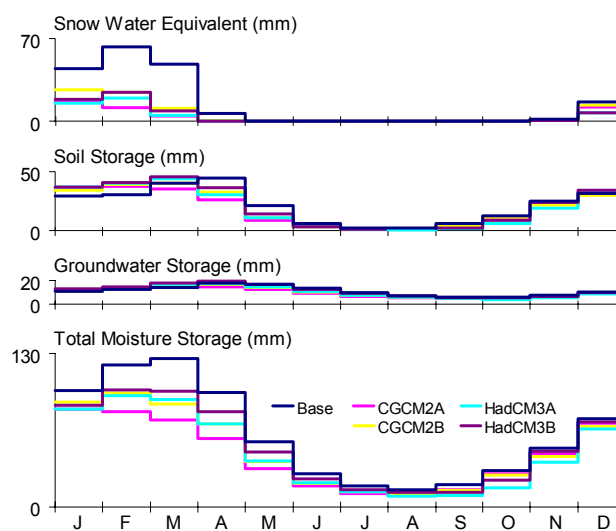 Snow Water Equivalent (mm)
70
0
Soil Storage (mm)
50
0
Groundwater Storage (mm)
20
0
Total Moisture Storage (mm)
130
Base CGCM2A HadCM3A
CGCM2B HadCM3B
0
J F M A M J J A S O N D